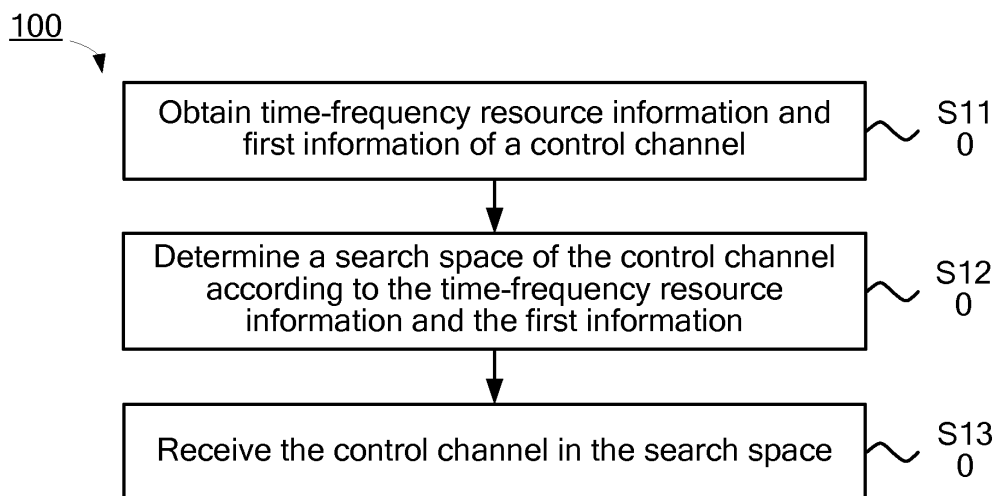 100
Obtain time-frequency resource information and
first information of a control channel
S11
0
Determine a search space of the control channel
according to the time-frequency resource
information and the first information
S12
0
Receive the control channel in the search space
S13
0